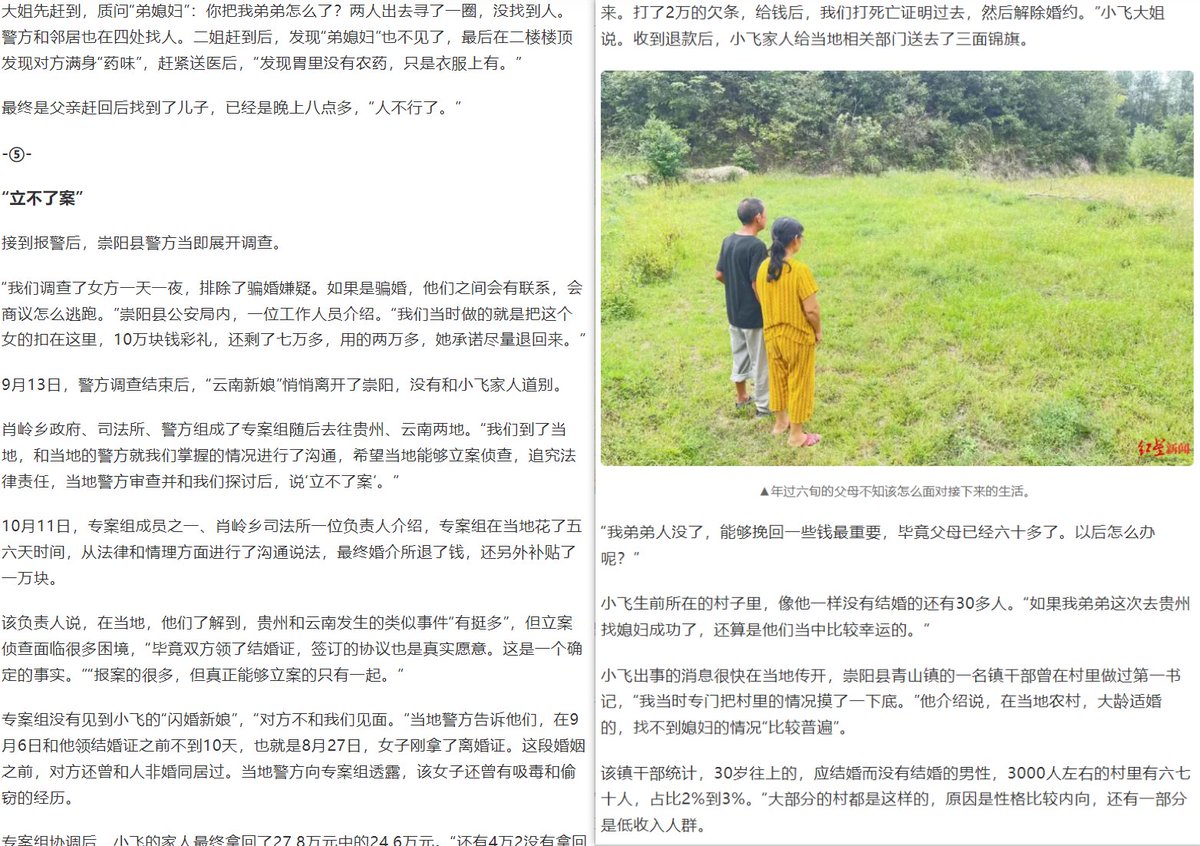 大姐先赶到，质问“弟媳妇”：你把我弟弟怎么了？两人出去寻了一圈，没找到人。
警方和邻居也在四处找人。二姐赶到后，发现“弟媳妇”也不见了，最后在二楼楼顶
发现对方满身“药味”，赶紧送医后，“发现胃里没有农药，只是衣服上有。”
最终是父亲赶回后找到了儿子，已经是晚上八点多，“人不行了。”
-⑤-
“立不了案”
接到报警后，崇阳县警方当即展开调查。
“我们调查了女方一天一夜，排除了骗婚嫌疑。如果是骗婚，他们之间会有联系，会
商议怎么逃跑。”崇阳县公安局内，一位工作人员介绍。“我们当时做的就是把这个
女的扣在这里，10万块钱彩礼，还剩了七万多，用的两万多，她承诺尽量退回来。”
9月13日，警方调查结束后，“云南新娘”悄悄离开了崇阳，没有和小飞家人道别。
肖岭乡政府、司法所、警方组成了专案组随后去往贵州、云南两地。“我们到了当
地，和当地的警方就我们掌握的情况进行了沟通，希望当地能够立案侦查，追究法
律责任，当地警方审查并和我们探讨后，说‘立不了案’。”
10月11日，专案组成员之一、肖岭乡司法所一位负责人介绍，专案组在当地花了五
六天时间，从法律和情理方面进行了沟通说法，最终婚介所退了钱，还另外补贴了
一万块。
该负责人说，在当地，他们了解到，贵州和云南发生的类似事件“有挺多”，但立案
侦查面临很多困境，“毕竟双方领了结婚证，签订的协议也是真实愿意。这是一个确
定的事实。”“报案的很多，但真正能够立案的只有一起。“
专案组没有见到小飞的“闪婚新娘”，“对方不和我们见面。“当地警方告诉他们，在9
月6日和他领结婚证之前不到10天，也就是8月27日，女子刚拿了离婚证。这段婚姻
之前，对方还曾和人非婚同居过。当地警方向专案组透露，该女子还曾有吸毒和偷
窃的经历。
专案组协调后，小飞的家人最终拿回了27.8万元中的24.6万元。“还有4万2没有拿回
来。打了2万的欠条，给钱后，我们打死亡证明过去，然后解除婚约。“小飞大姐
说。收到退款后，小飞家人给当地相关部门送去了三面锦旗。
红星新闻
▲年过六旬的父母不知该怎么面对接下来的生活。
“我弟弟人没了，能够挽回一些钱最重要，毕竟父母已经六十多了。以后怎么办
呢？”
小飞生前所在的村子里，像他一样没有结婚的还有30多人。“如果我弟弟这次去贵州
找媳妇成功了，还算是他们当中比较幸运的。”
小飞出事的消息很快在当地传开，崇阳县青山镇的一名镇干部曾在村里做过第一书
记，“我当时专门把村里的情况摸了一下底。“他介绍说，在当地农村，大龄适婚
的，找不到媳妇的情况“比较普遍”。
该镇干部统计，30岁往上的，应结婚而没有结婚的男性，3000人左右的村里有六七
十人，占比2%到3%。“大部分的村都是这样的，原因是性格比较内向，还有一部分
是低收入人群。